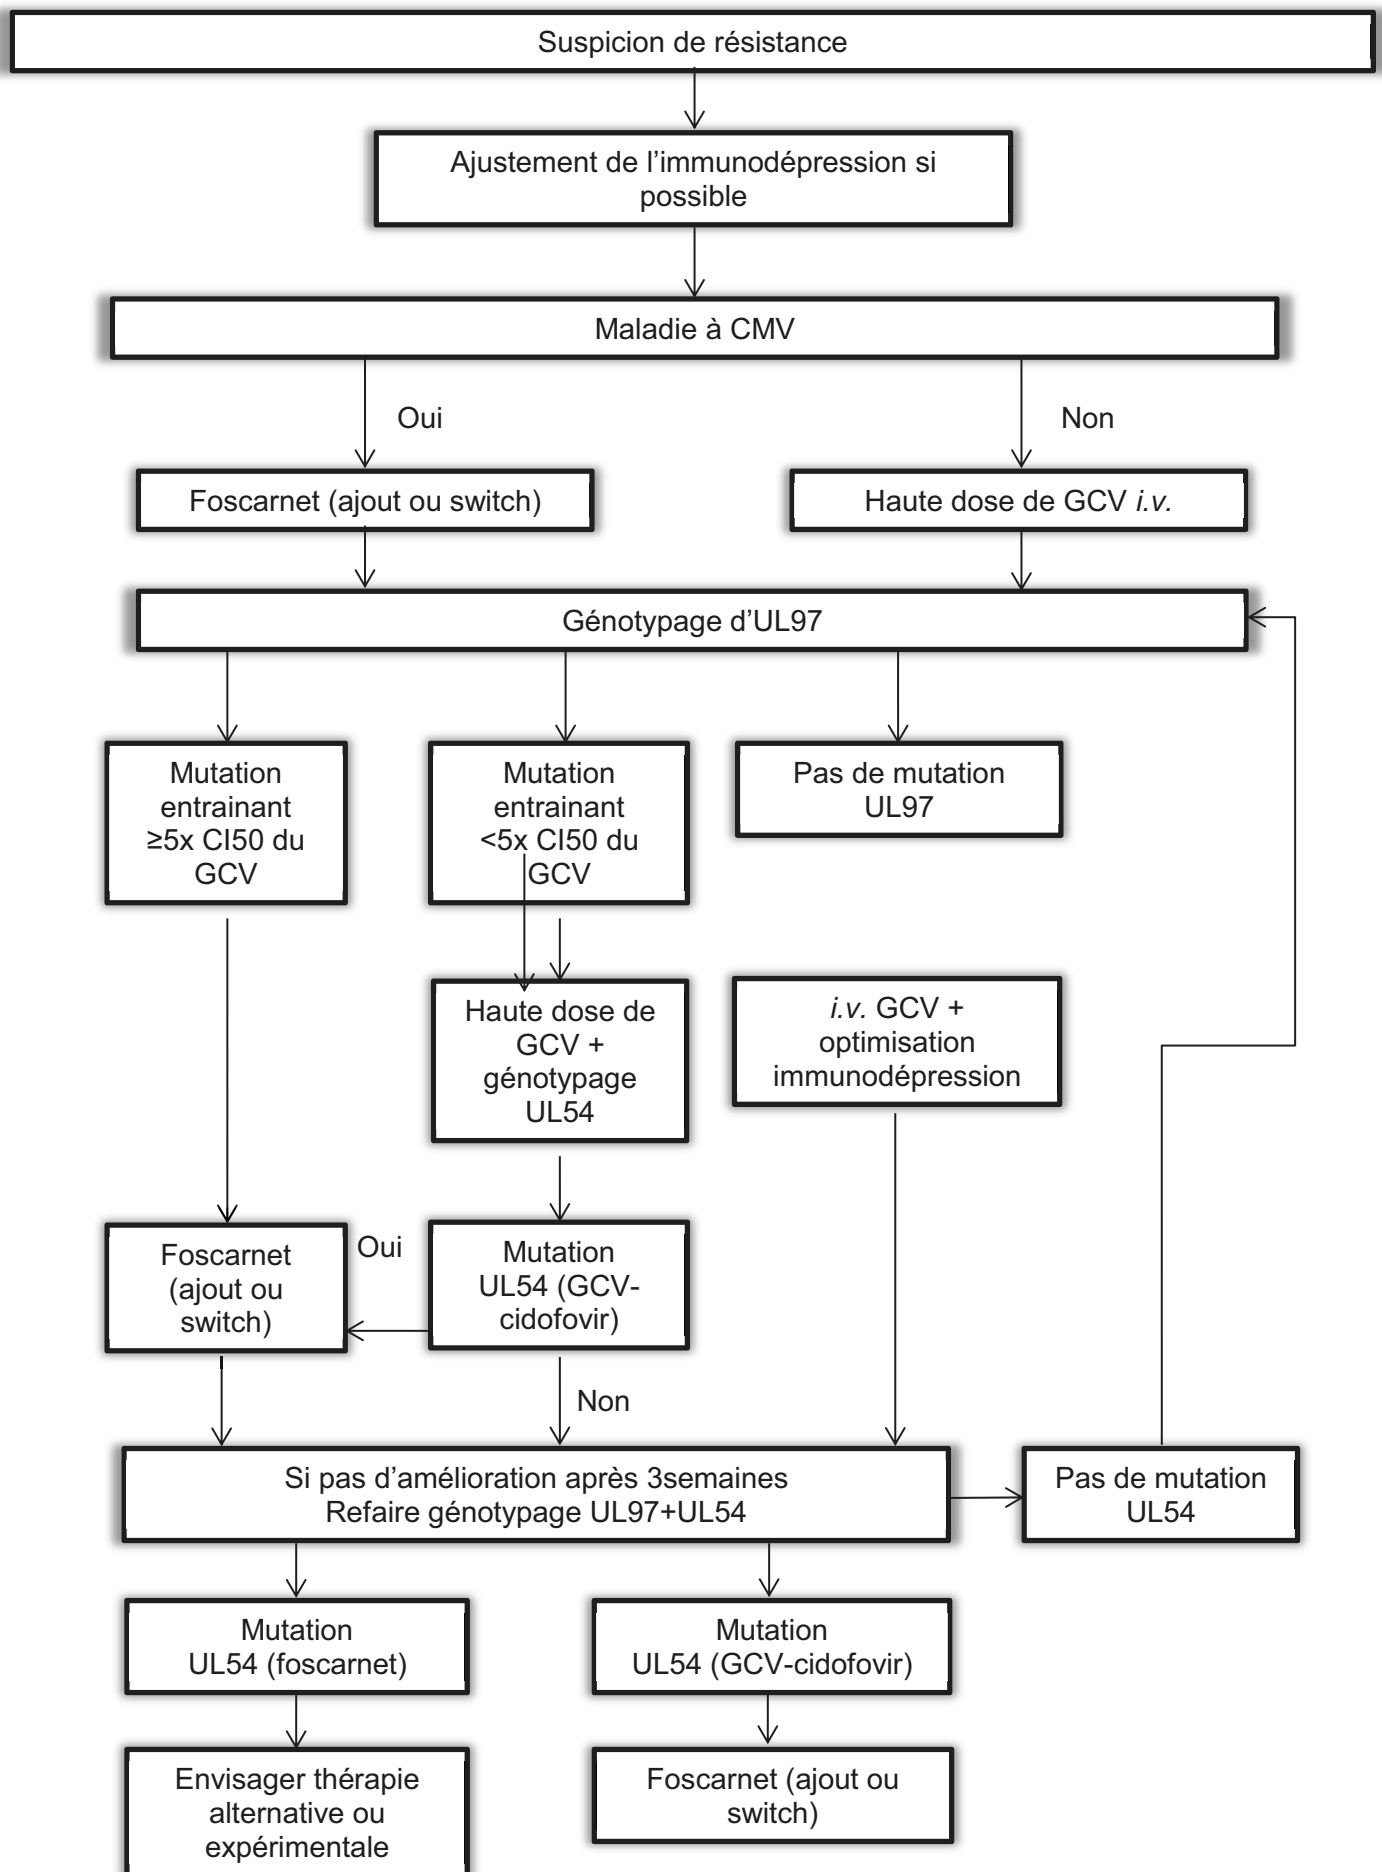 Suspicion de résistance
Ajustement de l'immunodépression si
possible
Maladie à CMV
Oui
Non
Foscarnet (ajout ou switch)
Haute dose de GCV i.v.
Génotypage d'UL97
Mutation
entrainant
≥5x CI50 du
GCV
Mutation
entrainant
<5x CI50 du
GCV
Pas de mutation
UL97
Haute dose de
GCV +
génotypage
UL54
i.v. GCV +
optimisation
immunodépression
Foscarnet
(ajout ou
switch)
Oui
Mutation
UL54 (GCV-
cidofovir)
Non
Si pas d'amélioration après 3semaines
Refaire génotypage UL97+UL54
Pas de mutation
UL54
Mutation
UL54 (foscarnet)
Mutation
UL54 (GCV-cidofovir)
Envisager thérapie
alternative ou
expérimentale
Foscarnet (ajout ou
switch)